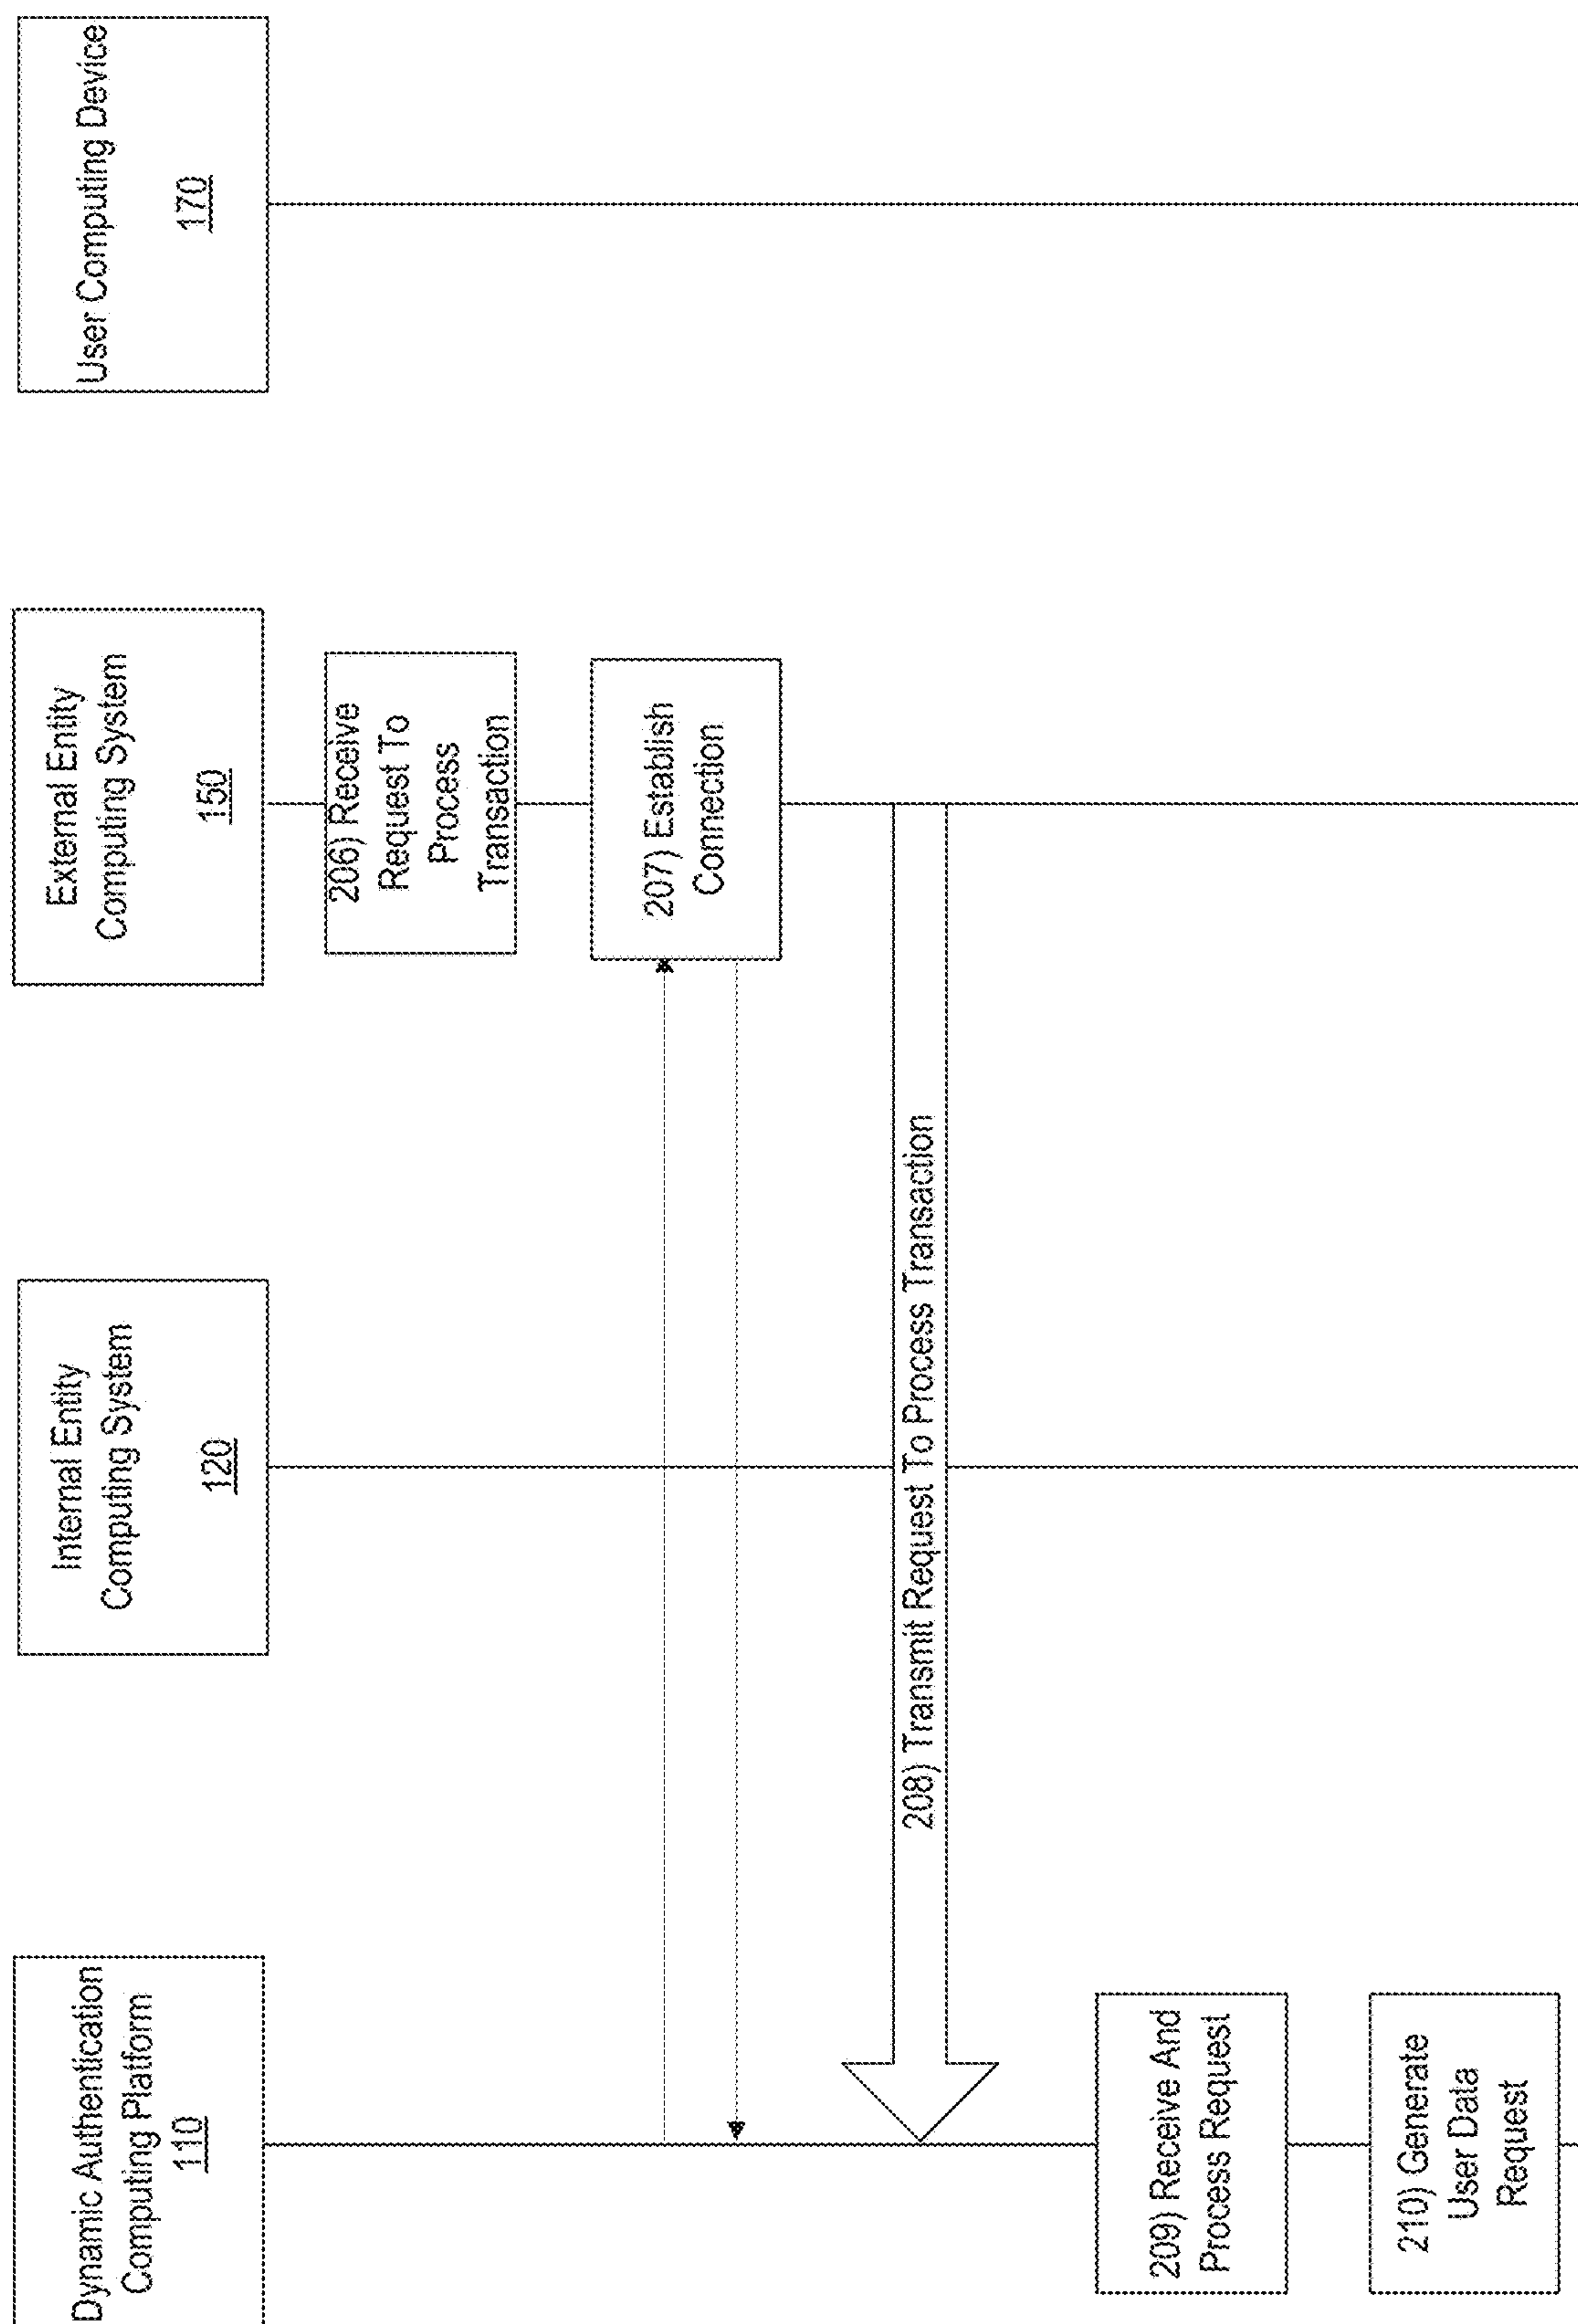 Dynamic Authentication
Computing Platform
110
Internal Entity
Computing System
120
External Entity
Computing System
150
User Computing Device
170
206) Receive
Request To
Process
Transaction
207) Establish
Connection
208) Transmit Request To Process Transaction
209) Receive And
Process Request
210) Generate
User Data
Request